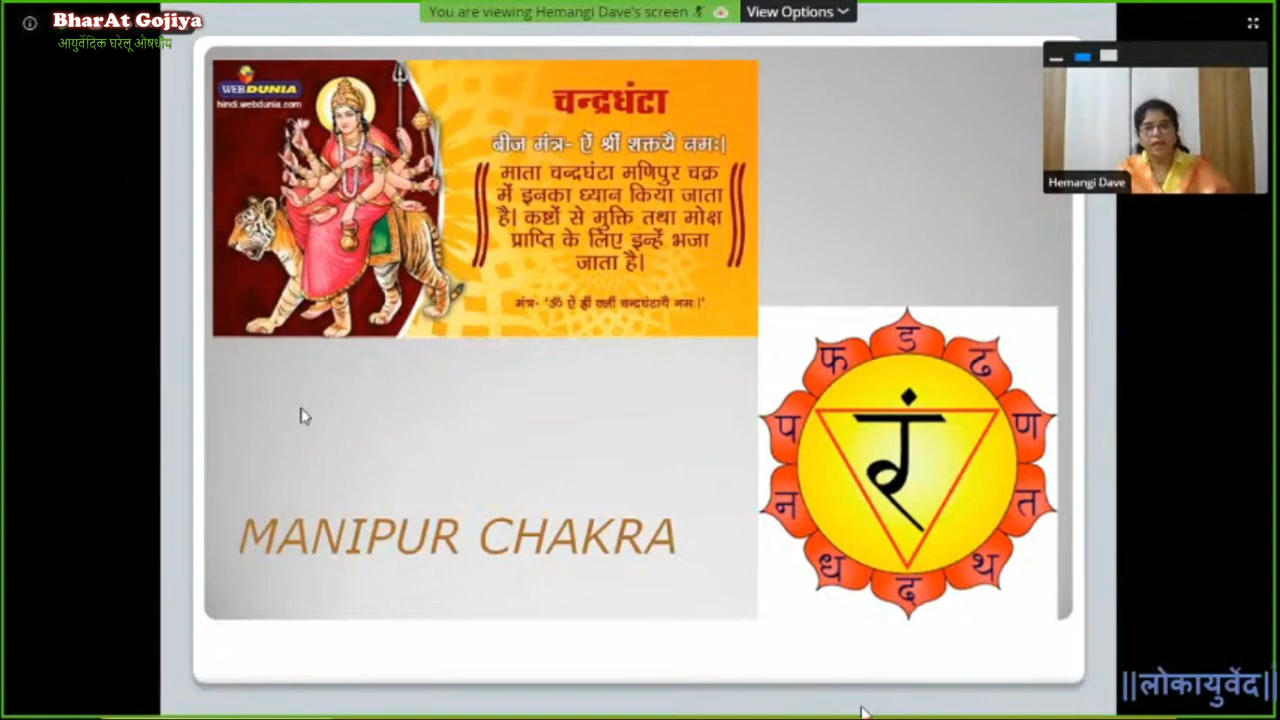 You are viewing Hemangi Dave's screen
View Options
BharAt Gojiya
आयुर्वेदिक घरेलू औषधीय
WEBDUNIA
hindi.webdunia.com
चन्द्रघंटा
बीज मंत्र- ऐं श्रीं शक्तयै नमः|
माता चन्द्रघंटा मणिपुर चक्र
में इनका ध्यान किया जाता
है| कष्टों से मुक्ति तथा मोक्ष
प्राप्ति के लिए इन्हें भजा
जाता है|
मंत्र- 'ॐ ऐं ह्रीं क्लीं चन्द्रघंटायै नमः|'
Hemangi Dave
MANIPUR CHAKRA
ड
ढ
ण
त
थ
द
ध
न
प
फ
रं
||लोकायुर्वेद||